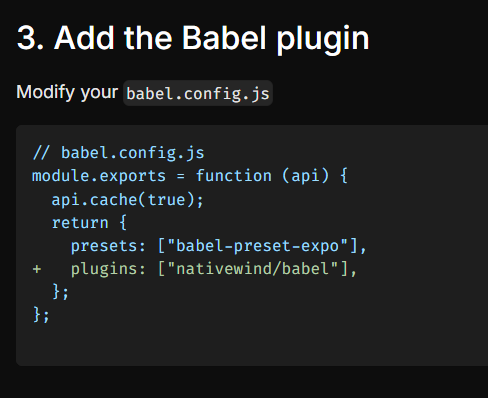 3. Add the Babel plugin
Modify your babel.config.js
// babel.config.js
module.exports = function (api) {
  api.cache(true);
  return {
    presets: ["babel-preset-expo"],
+   plugins: ["nativewind/babel"],
  };
};